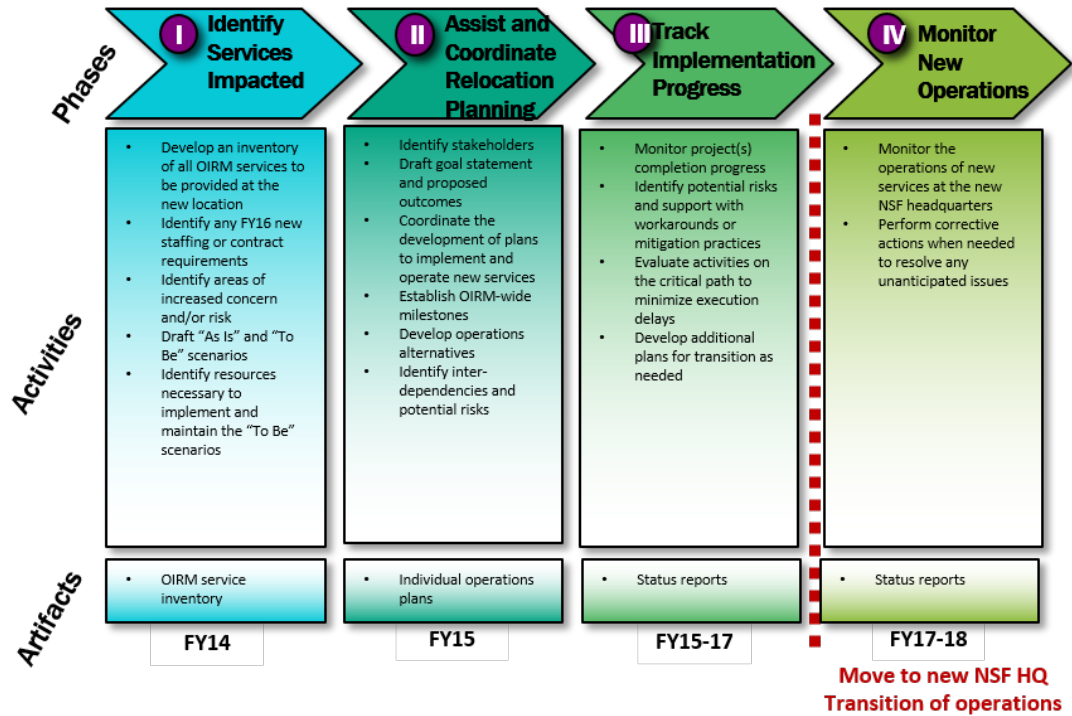 Phases
I
Identify
Services
Impacted
II
Assist and
Coordinate
Relocation
Planning
III
Track
Implementation
Progress
IV
Monitor
New
Operations
Activities
• Develop an inventory
of all OIRM services to
be provided at the
new location
• Identify any FY16 new
staffing or contract
requirements
• Identify areas of
increased concern
and/or risk
• Draft “As Is” and “To
Be” scenarios
• Identify resources
necessary to
implement and
maintain the “To Be”
scenarios
• Identify stakeholders
• Draft goal statement
and proposed
outcomes
• Coordinate the
development of plans
to implement and
operate new services
• Establish OIRM-wide
milestones
• Develop operations
alternatives
• Identify inter-
dependencies and
potential risks
• Monitor project(s)
completion progress
• Identify potential risks
and support with
workarounds or
mitigation practices
• Evaluate activities on
the critical path to
minimize execution
delays
• Develop additional
plans for transition as
needed
• Monitor the
operations of new
services at the new
NSF headquarters
• Perform corrective
actions when needed
to resolve any
unanticipated issues
Artifacts
• OIRM service
inventory
• Individual operations
plans
• Status reports
• Status reports
FY14
FY15
FY15-17
FY17-18
Move to new NSF HQ
Transition of operations